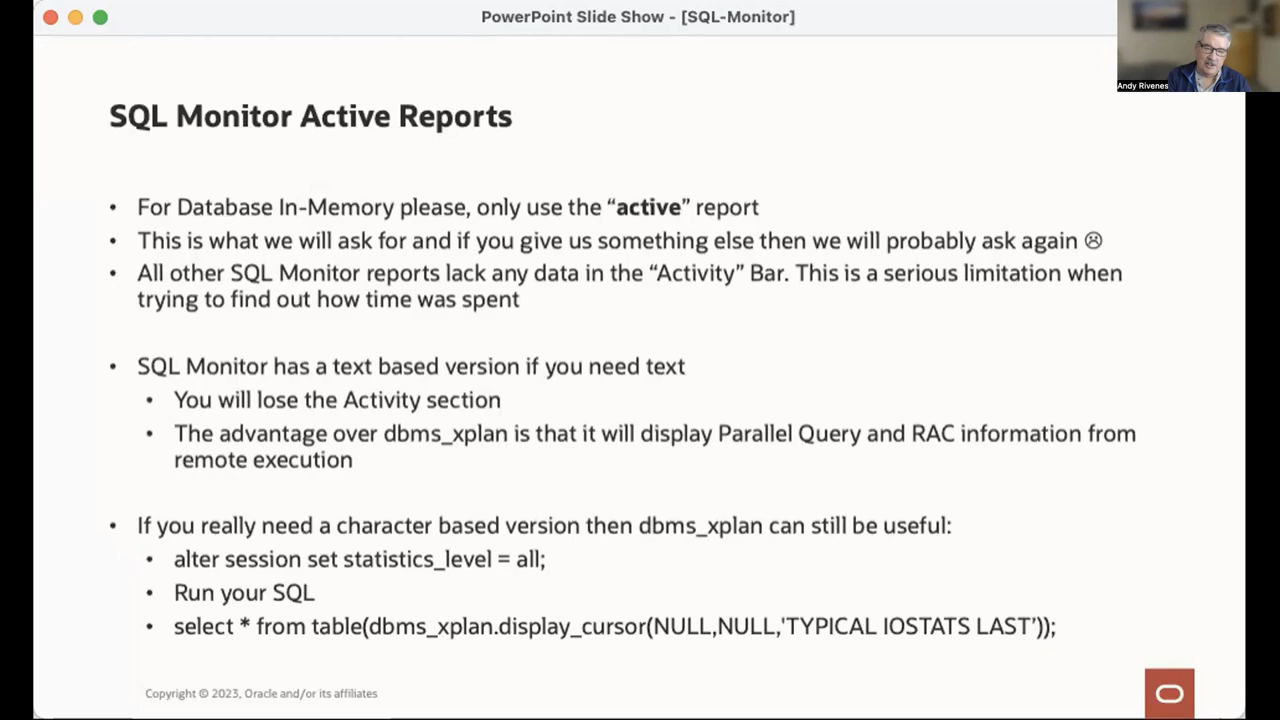 PowerPoint Slide Show - [SQL-Monitor]
Andy Rivenes
SQL Monitor Active Reports
• For Database In-Memory please, only use the “active” report
• This is what we will ask for and if you give us something else then we will probably ask again ☹
• All other SQL Monitor reports lack any data in the “Activity” Bar. This is a serious limitation when
trying to find out how time was spent
• SQL Monitor has a text based version if you need text
• You will lose the Activity section
• The advantage over dbms_xplan is that it will display Parallel Query and RAC information from
remote execution
• If you really need a character based version then dbms_xplan can still be useful:
• alter session set statistics_level = all;
• Run your SQL
• select * from table(dbms_xplan.display_cursor(NULL,NULL,'TYPICAL IOSTATS LAST’));
Copyright © 2023, Oracle and/or its affiliates